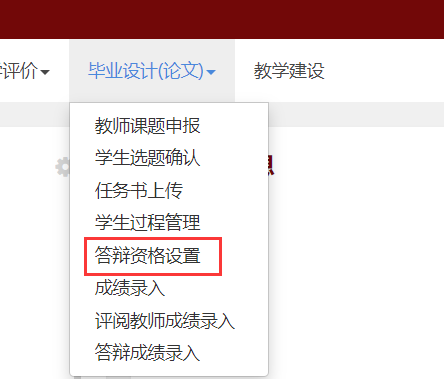 学评价 毕业设计(论文) 教学建设
教师课题申报
学生选题确认
任务书上传
学生过程管理
答辩资格设置
成绩录入
评阅教师成绩录入
答辩成绩录入